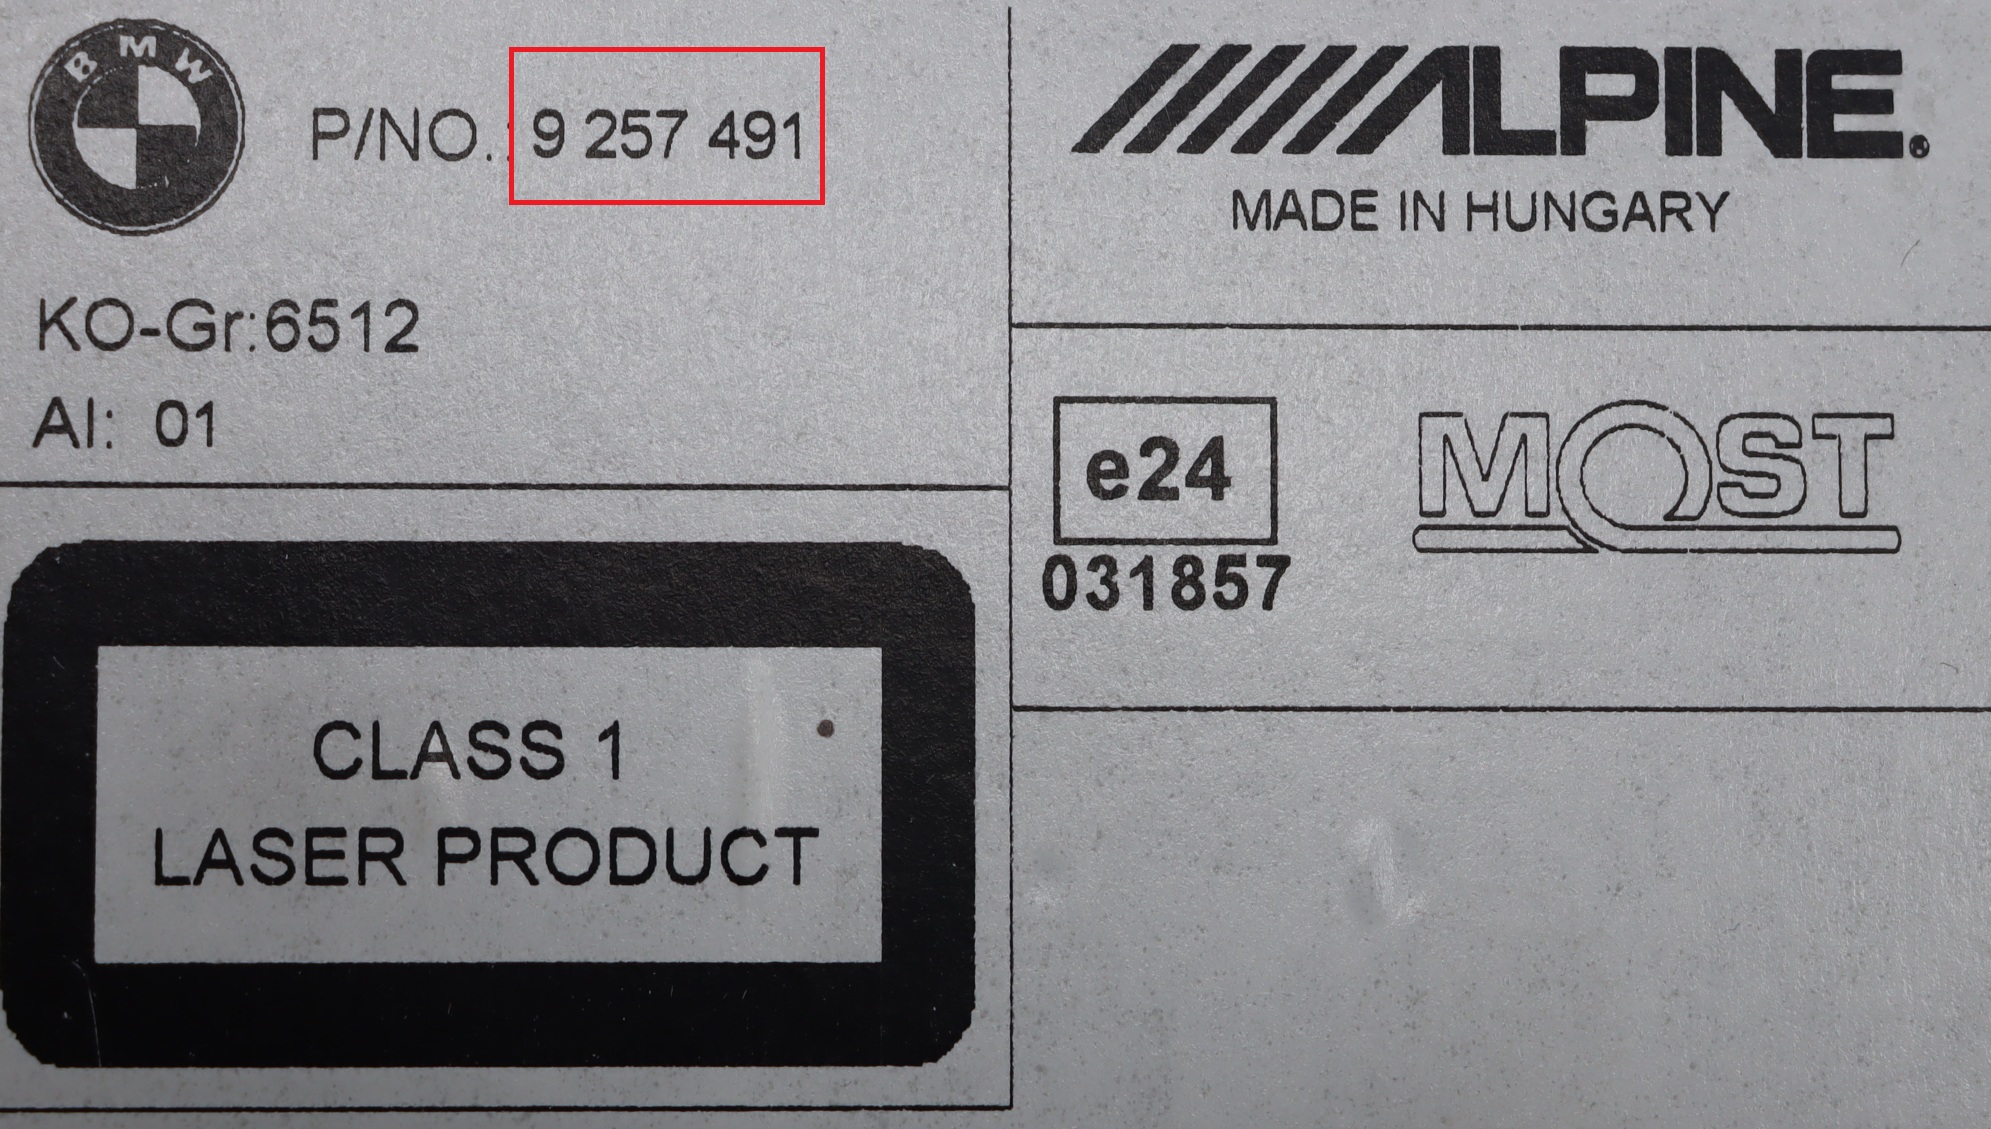 BMW
P/NO.: 9 257 491
KO-Gr:6512
AI: 01
CLASS 1
LASER PRODUCT
ALPINE.
MADE IN HUNGARY
e24
031857
MOST